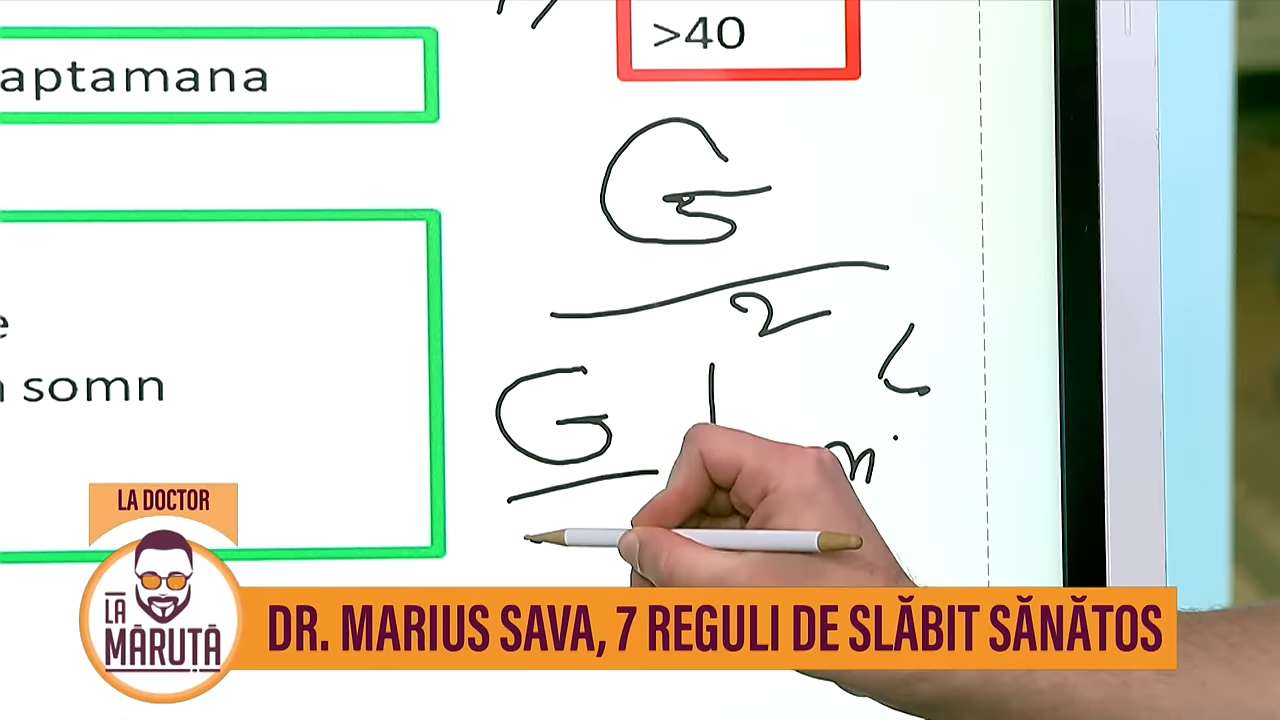 >40
aptamana
G
2
G
e
somn
LA DOCTOR
LA
MĂRUȚĂ
DR. MARIUS SAVA, 7 REGULI DE SLĂBIT SĂNĂTOS